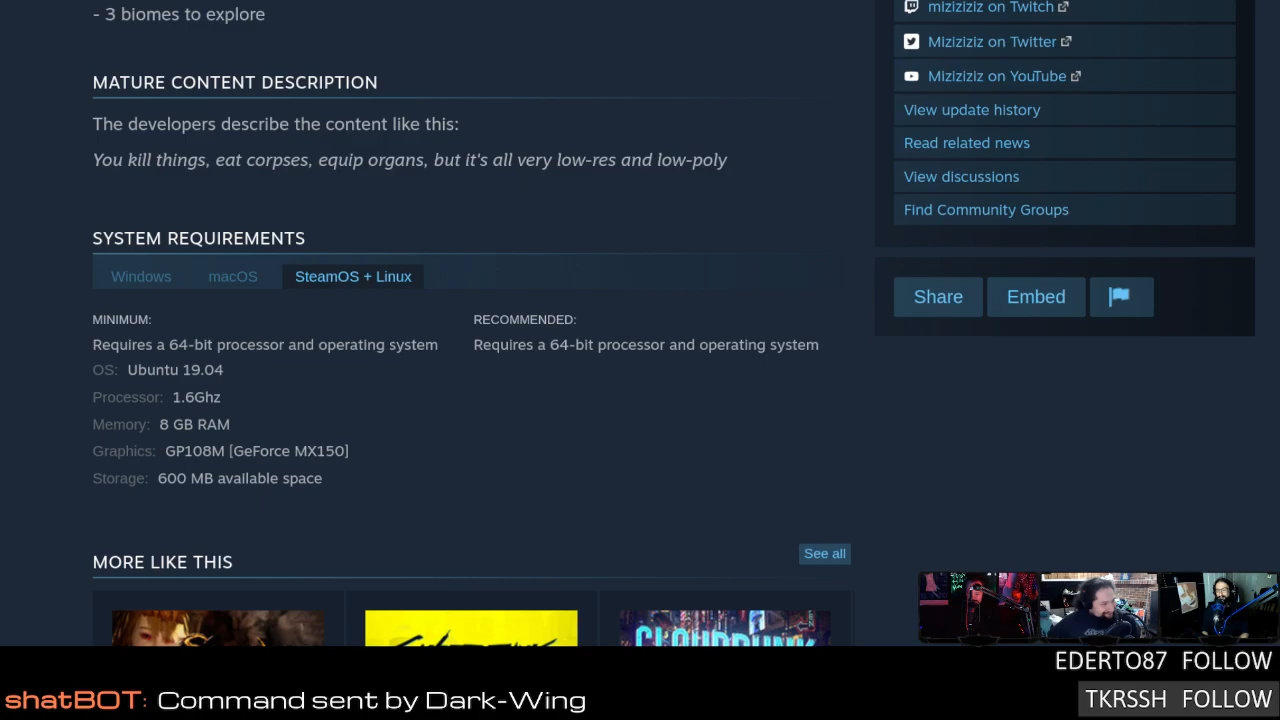 - 3 biomes to explore
MATURE CONTENT DESCRIPTION
The developers describe the content like this:
You kill things, eat corpses, equip organs, but it's all very low-res and low-poly
SYSTEM REQUIREMENTS
Windows macOS SteamOS + Linux
MINIMUM:
Requires a 64-bit processor and operating system
OS: Ubuntu 19.04
Processor: 1.6Ghz
Memory: 8 GB RAM
Graphics: GP108M [GeForce MX150]
Storage: 600 MB available space
RECOMMENDED:
Requires a 64-bit processor and operating system
MORE LIKE THIS
See all
CLOUDPUNK
miziziziz on Twitch
Miziziziz on Twitter
Miziziziz on YouTube
View update history
Read related news
View discussions
Find Community Groups
Share Embed
EDERTO87 FOLLOW
TKRSSH FOLLOW
shatBOT: Command sent by Dark-Wing